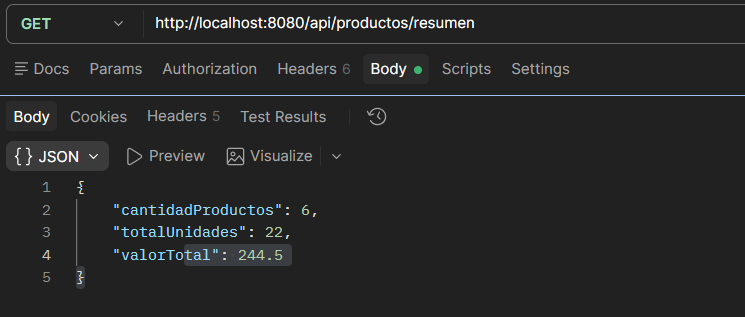 GET http://localhost:8080/api/productos/resumen
Docs Params Authorization Headers 6 Body Scripts Settings
Body Cookies Headers 5 Test Results
{} JSON Preview Visualize
1 {
2 "cantidadProductos": 6,
3 "totalUnidades": 22,
4 "valorTotal": 244.5
5 }